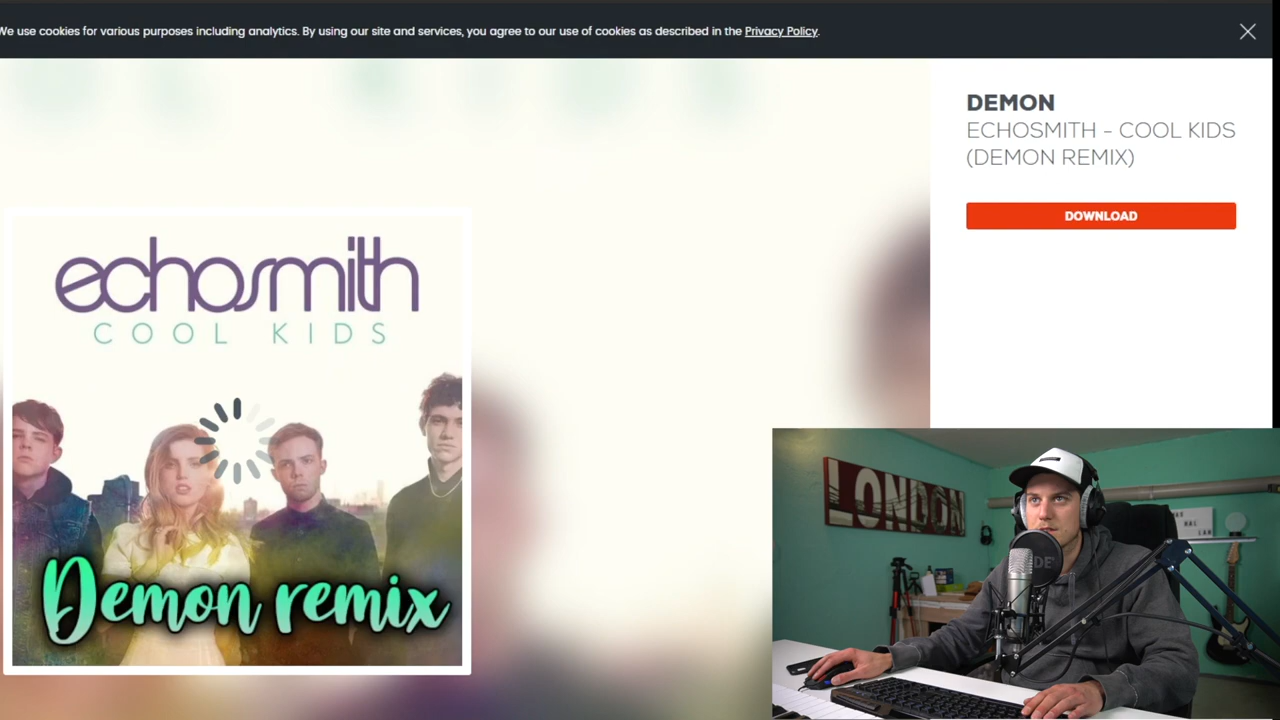 We use cookies for various purposes including analytics. By using our site and services, you agree to our use of cookies as described in the Privacy Policy.
DEMON
ECHOSMITH - COOL KIDS
(DEMON REMIX)
DOWNLOAD
echosmith
COOL KIDS
Demon remix
LONDON